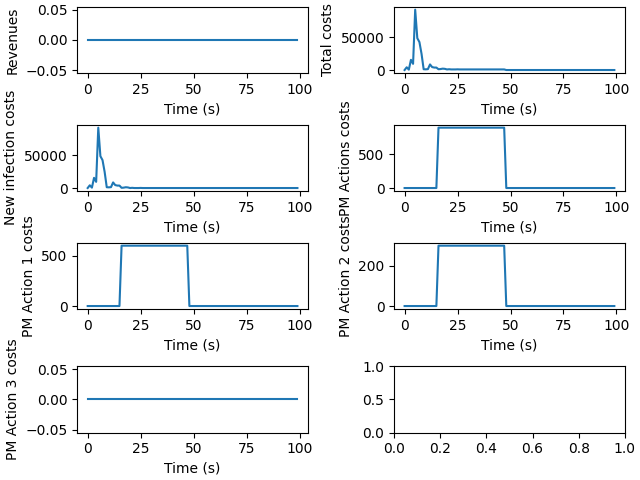 Revenues
0.05
0.00
−0.05
0 25 50 75 100
Time (s)
Total costs
50000
0
0 25 50 75 100
Time (s)
New infection costs
50000
0
0 25 50 75 100
Time (s)
PM Actions costs
500
0
0 25 50 75 100
Time (s)
PM Action 1 costs
500
0
0 25 50 75 100
Time (s)
PM Action 2 costs
200
0
0 25 50 75 100
Time (s)
PM Action 3 costs
0.05
0.00
−0.05
0 25 50 75 100
Time (s)
1.0
0.5
0.0
0.0 0.2 0.4 0.6 0.8 1.0